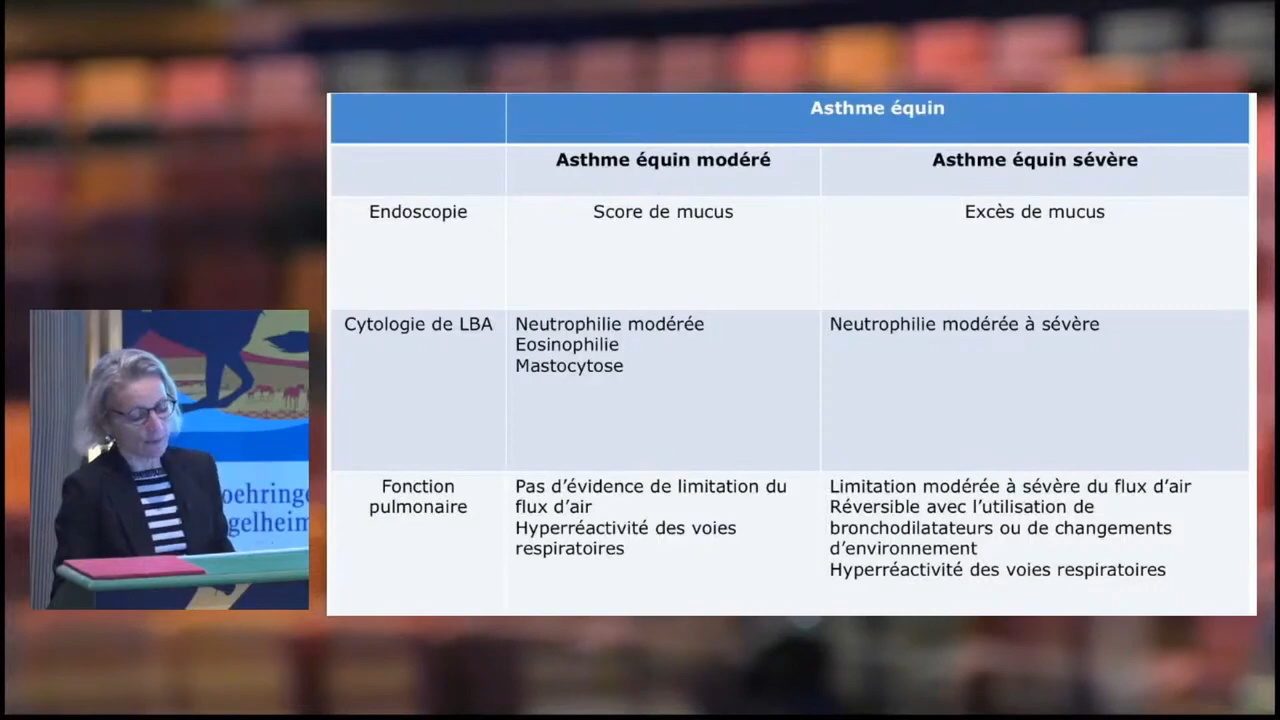 Asthme équin
Asthme équin modéré
Asthme équin sévère
Endoscopie
Score de mucus
Excès de mucus
Cytologie de LBA
Neutrophilie modérée
Eosinophilie
Mastocytose
Neutrophilie modérée à sévère
Fonction
pulmonaire
Pas d’évidence de limitation du
flux d’air
Hyperréactivité des voies
respiratoires
Limitation modérée à sévère du flux d’air
Réversible avec l’utilisation de
bronchodilatateurs ou de changements
d’environnement
Hyperréactivité des voies respiratoires
oehringe
gelheim